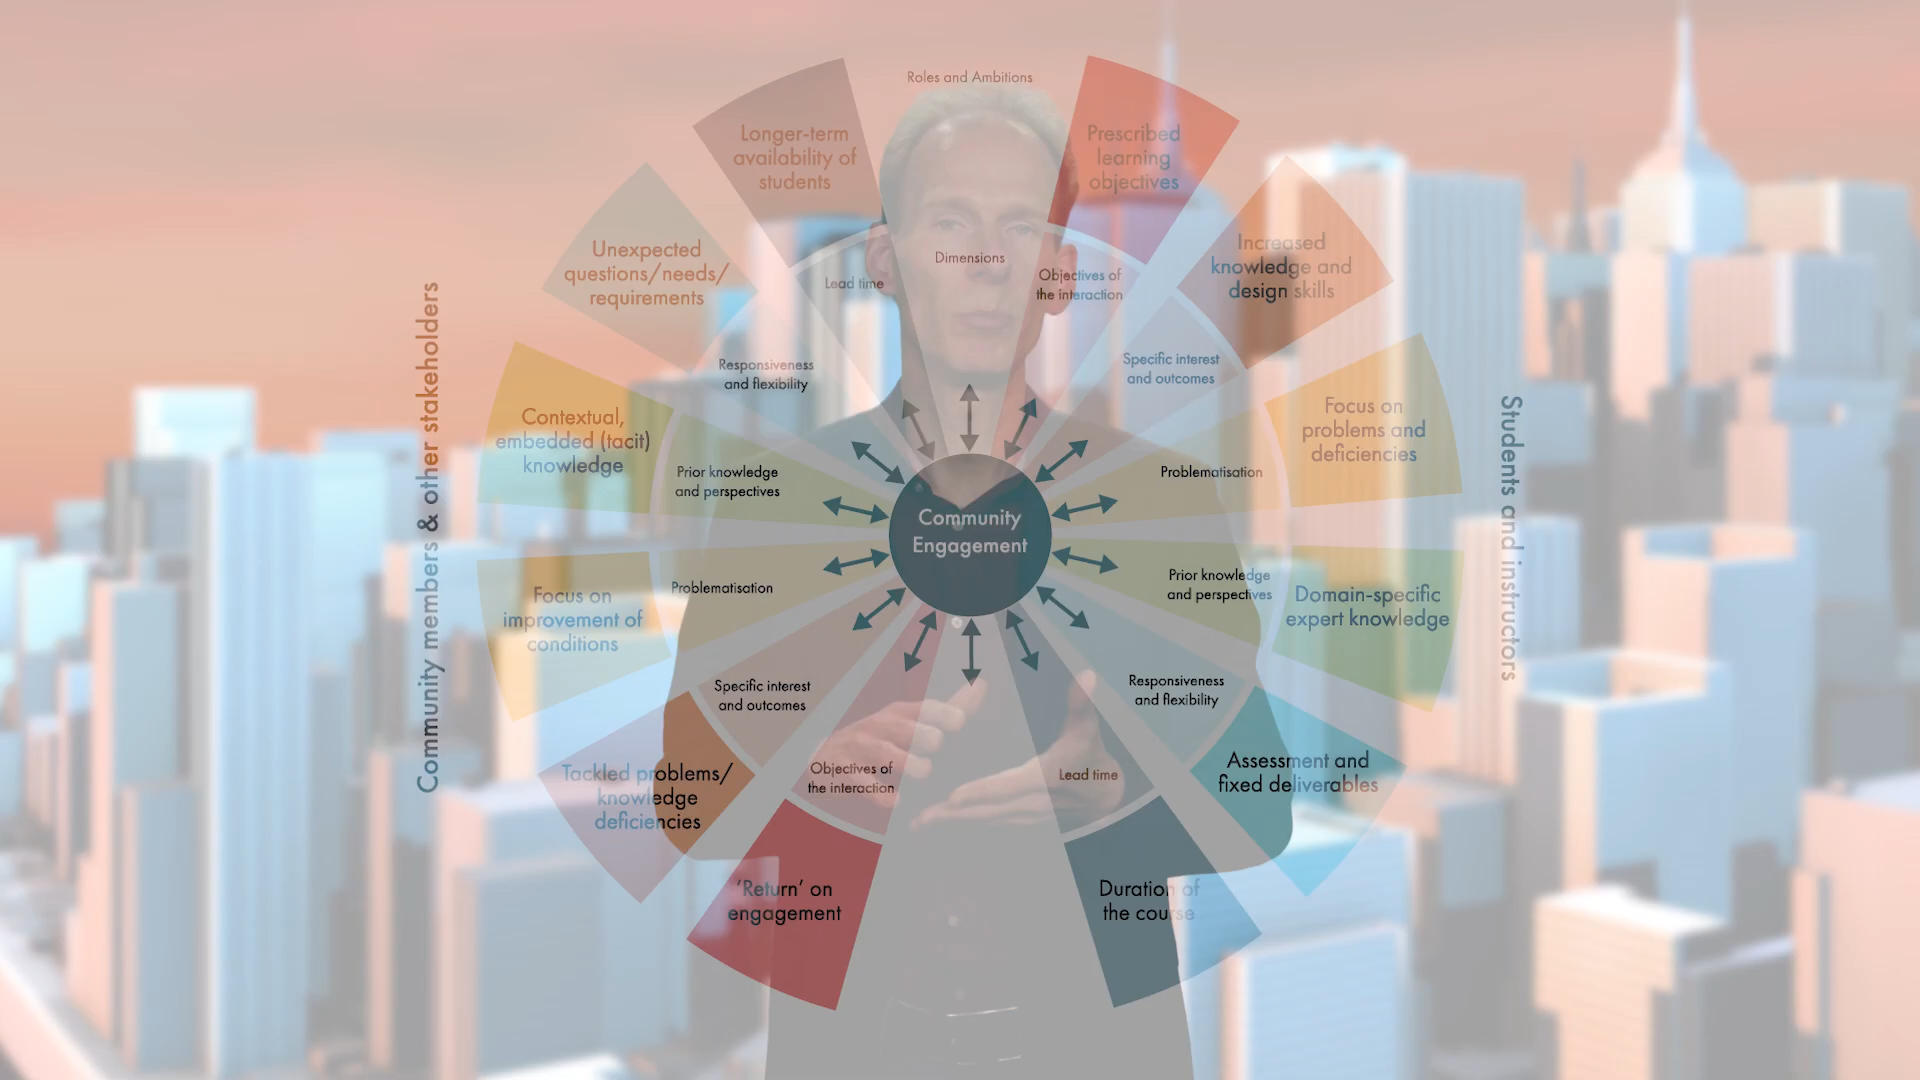 Roles and Ambitions
Longer-term
availability of
students
Prescribed
learning
objectives
Unexpected
questions/needs/
requirements
Increased
knowledge and
design skills
Dimensions
Lead time
Objectives of
the interaction
Responsiveness
and flexibility
Specific interest
and outcomes
Contextual,
embedded (tacit)
knowledge
Focus on
problems and
deficiencies
Prior knowledge
and perspectives
Problematisation
Community
Engagement
Community members & other stakeholders
Students and instructors
Focus on
improvement of
conditions
Problematisation
Prior knowledge
and perspectives
Domain-specific
expert knowledge
Specific interest
and outcomes
Responsiveness
and flexibility
Tackled problems/
knowledge
deficiencies
Objectives of
the interaction
Lead time
Assessment and
fixed deliverables
'Return' on
engagement
Duration of
the course